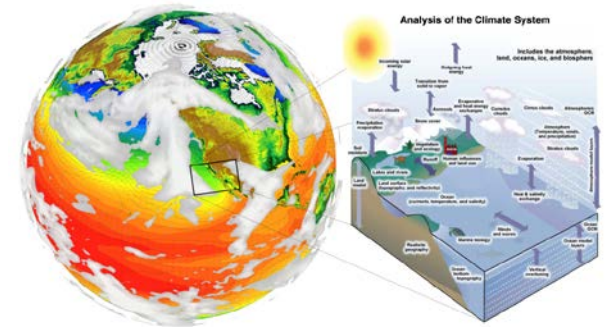 Analysis of the Climate System
Includes the atmosphere,
land, oceans, ice, and biosphere
Incoming solar
energy
Outgoing heat
energy
Transition from
solid to vapor
Stratus clouds
Evaporative
and heat energy
exchanges
Cumulus
clouds
Cirrus clouds
Atmospheric
GCM
Snow cover
Precipitation
evaporation
Atmosphere
(Temperature, winds,
and precipitation)
Stratus clouds
Atmospheric model layers
Soil
moisture
Vegetation
and ecology
Runoff
Human influences
and land use
Evaporation
Lakes and rivers
Land surface
(topography and reflectivity)
Heat & salinity
exchange
Land
model
Ocean
(currents, temperature, and salinity)
Winds
and waves
Ocean
GCM
Realistic
geography
Marine biology
Ocean model
layers
Ocean
bottom
topography
Vertical
overturning